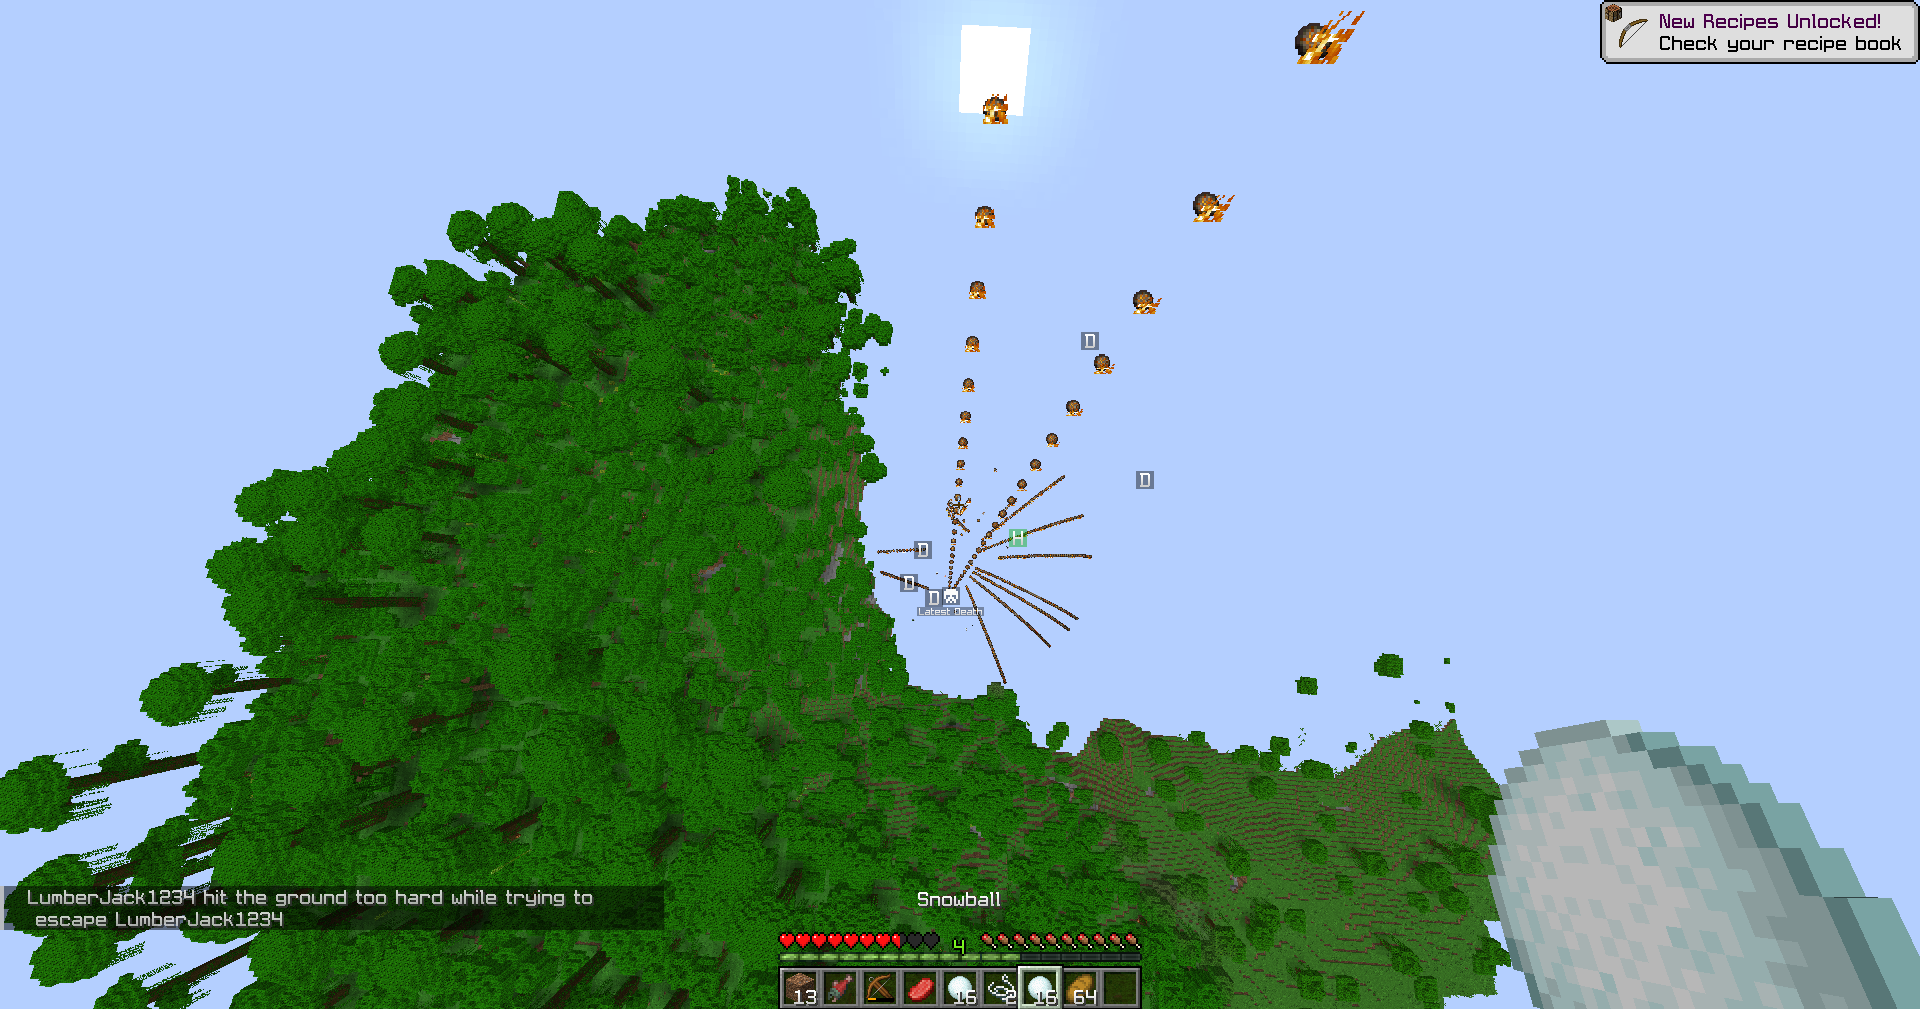 New Recipes Unlocked!
Check your recipe book
D
D
H
D
D
D
Latest Death
LumberJack1234 hit the ground too hard while trying to
escape LumberJack1234
Snowball
4
13
16
2
16
64